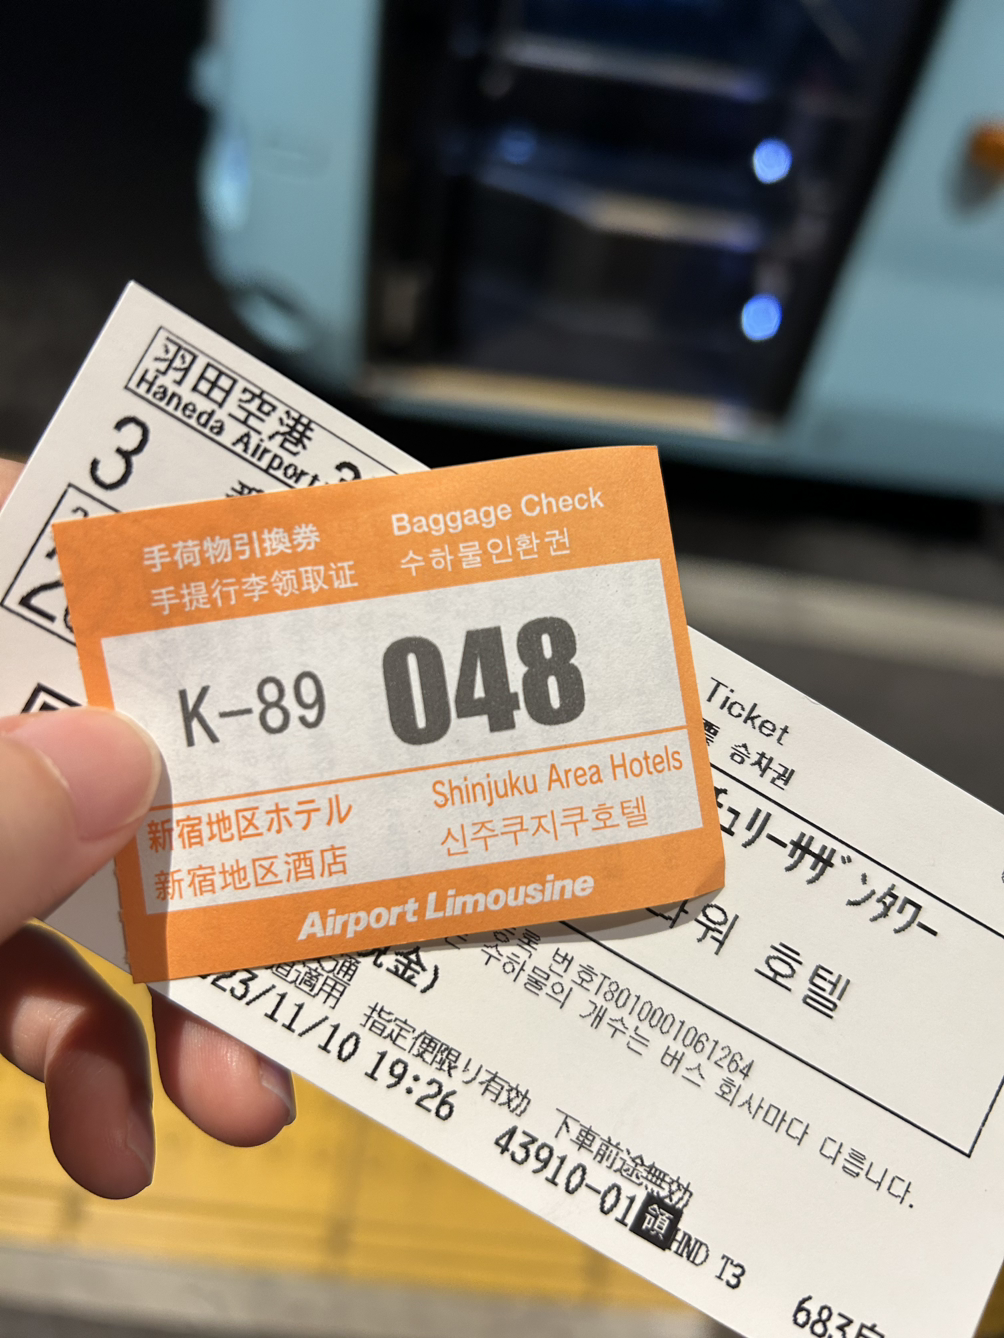 羽田空港
Haneda Airport
3
手荷物引換券
Baggage Check
手提行李领取证
수하물인환권
K-89
048
新宿地区ホテル
Shinjuku Area Hotels
新宿地区酒店
신주쿠지쿠호텔
Airport Limousine
Ticket
승차권
ュリーサザンタワー
워 호텔
번호T8010001061264
수하물의 개수는 버스 회사마다 다릅니다.
適用
23/11/10 19:26
指定便限り有効
下車前途無効
43910-01
領
HND T3
683